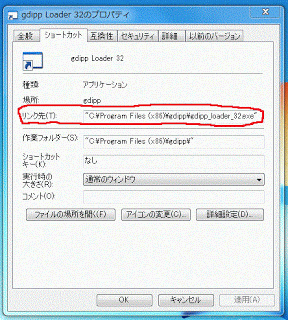 gdipp Loader 32のプロパティ
全般 ショートカット 互換性 セキュリティ 詳細 以前のバージョン
gdipp Loader 32
種類: アプリケーション
場所: gdipp
リンク先(T): "C:¥Program Files (x86)¥gdipp¥gdipp_loader_32.exe"
作業フォルダー(S): "C:¥Program Files (x86)¥gdipp¥"
ショートカット
キー(K): なし
実行時の
大きさ(R): 通常のウィンドウ
コメント(O):
ファイルの場所を開く(F) アイコンの変更(C)... 詳細設定(D)...
OK キャンセル 適用(A)